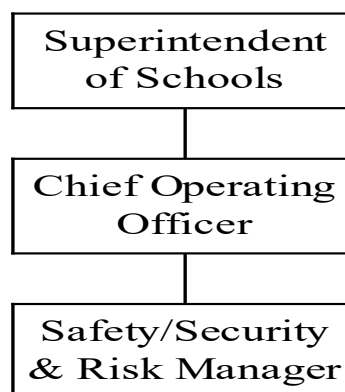 Superintendent
of Schools
Chief Operating
Officer
Safety/Security
& Risk Manager